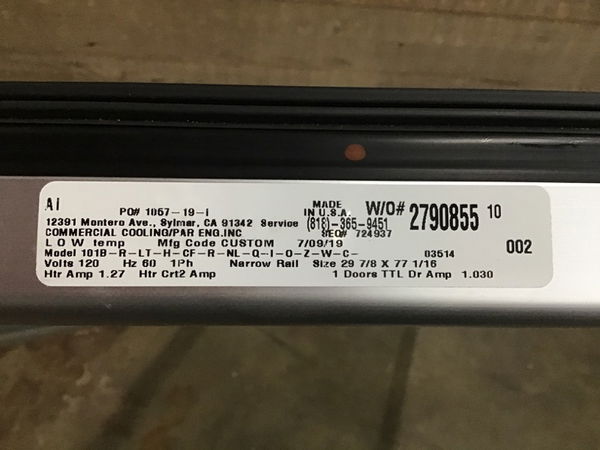 Ai
PO# 1057-19-I MADE IN U.S.A. W/O# 2790855 10
12391 Montero Ave., Sylmar, CA 91342 Service (818)-365-9451
COMMERCIAL COOLING/PAR ENG.INC SEQ# 724937
LOW temp Mfg Code CUSTOM 7/09/19 002
Model 101B-R-LT-H-CF-R-NL-Q-I-O-Z-W-C- 03514
Volts 120 Hz 60 1Ph Narrow Rail Size 29 7/8 X 77 1/16
Htr Amp 1.27 Htr Crt2 Amp 1 Doors TTL Dr Amp 1.030